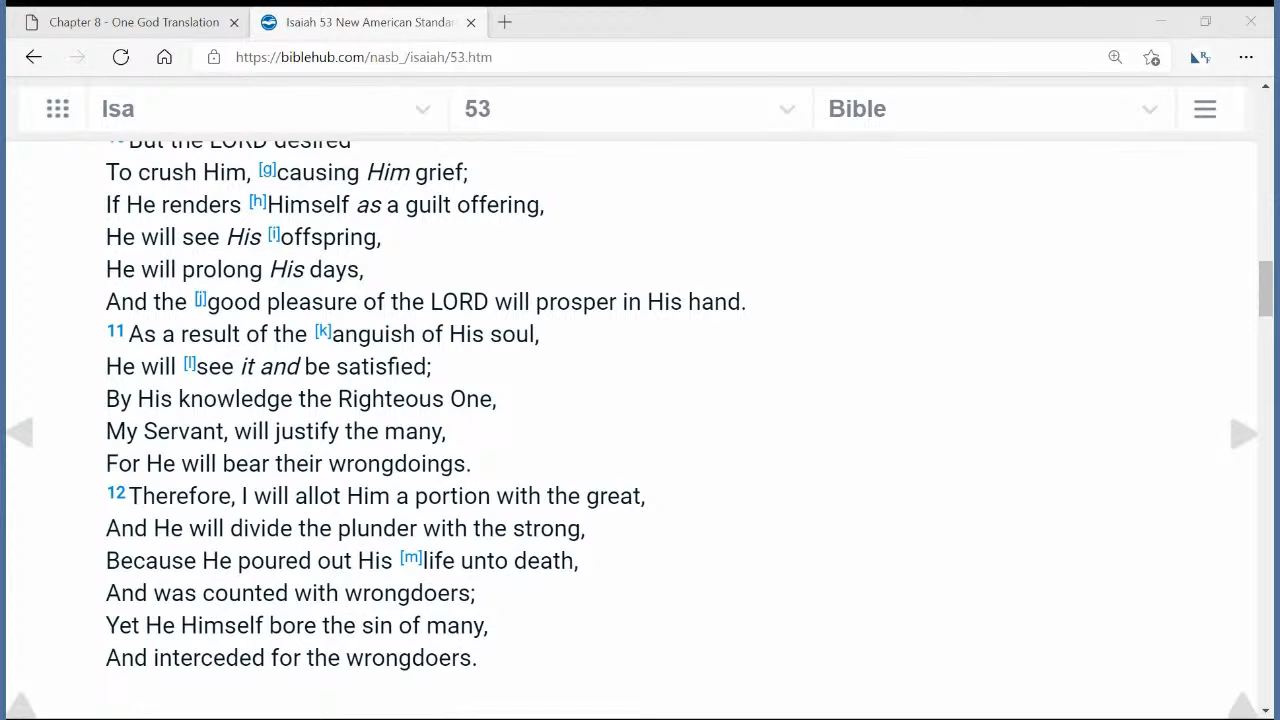 Chapter 8 - One God Translation
Isaiah 53 New American Standar
https://biblehub.com/nasb_/isaiah/53.htm
Isa
53
Bible
But the LORD desired
To crush Him, [g]causing Him grief;
If He renders [h]Himself as a guilt offering,
He will see His [i]offspring,
He will prolong His days,
And the [j]good pleasure of the LORD will prosper in His hand.
11 As a result of the [k]anguish of His soul,
He will [l]see it and be satisfied;
By His knowledge the Righteous One,
My Servant, will justify the many,
For He will bear their wrongdoings.
12 Therefore, I will allot Him a portion with the great,
And He will divide the plunder with the strong,
Because He poured out His [m]life unto death,
And was counted with wrongdoers;
Yet He Himself bore the sin of many,
And interceded for the wrongdoers.